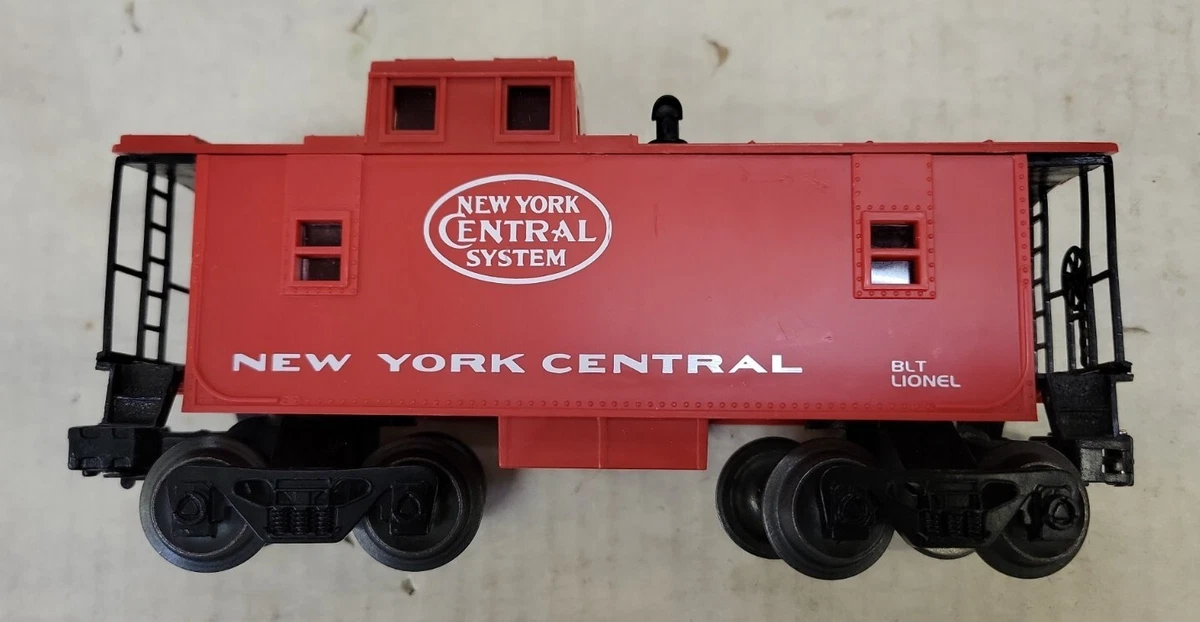 NEW YORK
CENTRAL
SYSTEM
NEW YORK CENTRAL
BLT
LIONEL